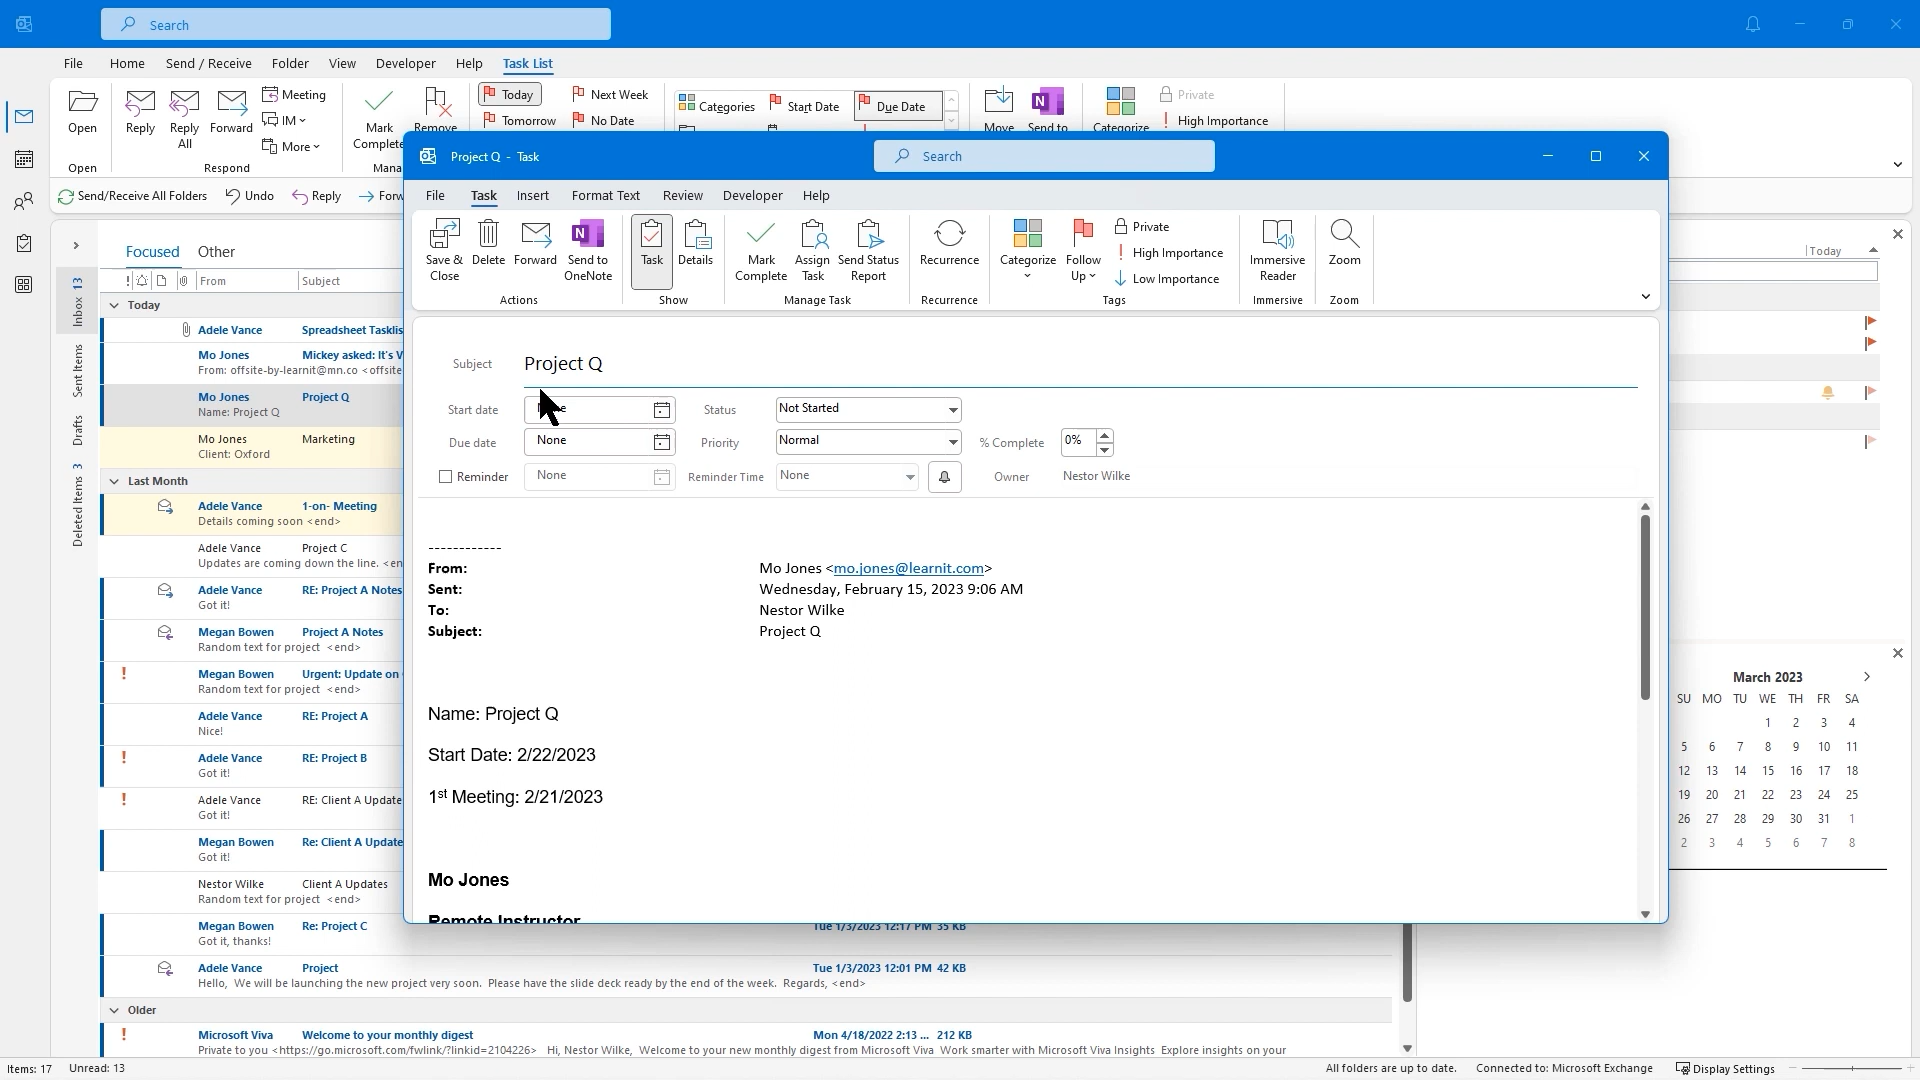 Search
File Home Send / Receive Folder View Developer Help Task List
Open Reply Reply All Forward Meeting IM More Mark Complete Remove Today Tomorrow Next Week No Date Categories Start Date Due Date Move Send to Categorize Private High Importance
Open Respond Mana
Send/Receive All Folders Undo Reply Forw
Focused Other
From Subject
Today
Adele Vance Spreadsheet Tasklis
Mo Jones Mickey asked: It's V
From: offsite-by-learnit@mn.co <offsite
Mo Jones Project Q
Name: Project Q
Mo Jones Marketing
Client: Oxford
Last Month
Adele Vance 1-on- Meeting
Details coming soon <end>
Adele Vance Project C
Updates are coming down the line. <en
Adele Vance RE: Project A Notes
Got it!
Megan Bowen Project A Notes
Random text for project <end>
Megan Bowen Urgent: Update on
Random text for project <end>
Adele Vance RE: Project A
Nice!
Adele Vance RE: Project B
Got it!
Adele Vance RE: Client A Update
Got it!
Megan Bowen Re: Client A Update
Got it!
Nestor Wilke Client A Updates
Random text for project <end>
Megan Bowen Re: Project C Tue 1/3/2023 12:17 PM 35 KB
Got it, thanks!
Adele Vance Project Tue 1/3/2023 12:01 PM 42 KB
Hello, We will be launching the new project very soon. Please have the slide deck ready by the end of the week. Regards, <end>
Older
Microsoft Viva Welcome to your monthly digest Mon 4/18/2022 2:13 ... 212 KB
Private to you <https://go.microsoft.com/fwlink/?linkid=2104226> Hi, Nestor Wilke, Welcome to your new monthly digest from Microsoft Viva Work smarter with Microsoft Viva Insights Explore insights on your
Inbox 13
Sent Items
Drafts
Deleted Items 3
Project Q - Task
Search
File Task Insert Format Text Review Developer Help
Save & Close Delete Forward Send to OneNote Task Details Mark Complete Assign Task Send Status Report Recurrence Categorize Follow Up Private High Importance Low Importance Immersive Reader Zoom
Actions Show Manage Task Recurrence Tags Immersive Zoom
Subject Project Q
Start date Status Not Started
Due date None Priority Normal % Complete 0%
Reminder None Reminder Time None Owner Nestor Wilke
------------
From: Mo Jones <mo.jones@learnit.com>
Sent: Wednesday, February 15, 2023 9:06 AM
To: Nestor Wilke
Subject: Project Q
Name: Project Q
Start Date: 2/22/2023
1st Meeting: 2/21/2023
Mo Jones
Remote Instructor
Today
March 2023
SU MO TU WE TH FR SA
1 2 3 4
5 6 7 8 9 10 11
12 13 14 15 16 17 18
19 20 21 22 23 24 25
26 27 28 29 30 31 1
2 3 4 5 6 7 8
Items: 17 Unread: 13 All folders are up to date. Connected to: Microsoft Exchange Display Settings